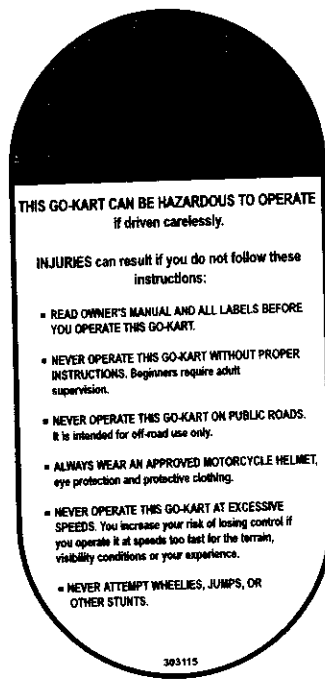 THIS GO-KART CAN BE HAZARDOUS TO OPERATE
if driven carelessly.
INJURIES can result if you do not follow these
instructions:
▪ READ OWNER'S MANUAL AND ALL LABELS BEFORE
YOU OPERATE THIS GO-KART.
▪ NEVER OPERATE THIS GO-KART WITHOUT PROPER
INSTRUCTIONS. Beginners require adult
supervision.
▪ NEVER OPERATE THIS GO-KART ON PUBLIC ROADS.
It is intended for off-road use only.
▪ ALWAYS WEAR AN APPROVED MOTORCYCLE HELMET,
eye protection and protective clothing.
▪ NEVER OPERATE THIS GO-KART AT EXCESSIVE
SPEEDS. You increase your risk of losing control if
you operate it at speeds too fast for the terrain,
visibility conditions or your experience.
▪ NEVER ATTEMPT WHEELIES, JUMPS, OR
OTHER STUNTS.
303115